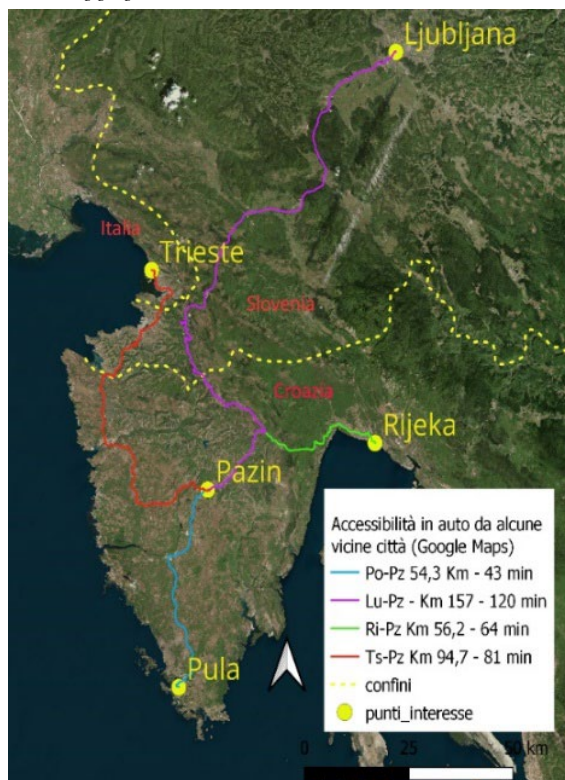 Ljubljana
Italia
Trieste
Slovenia
Croazia
Rijeka
Pazin
Pula
Accessibilità in auto da alcune
vicine città (Google Maps)
Po-Pz 54,3 Km - 43 min
Lu-Pz - Km 157 - 120 min
Ri-Pz Km 56,2 - 64 min
Ts-Pz Km 94,7 - 81 min
confini
punti_interesse
0 25 50 km